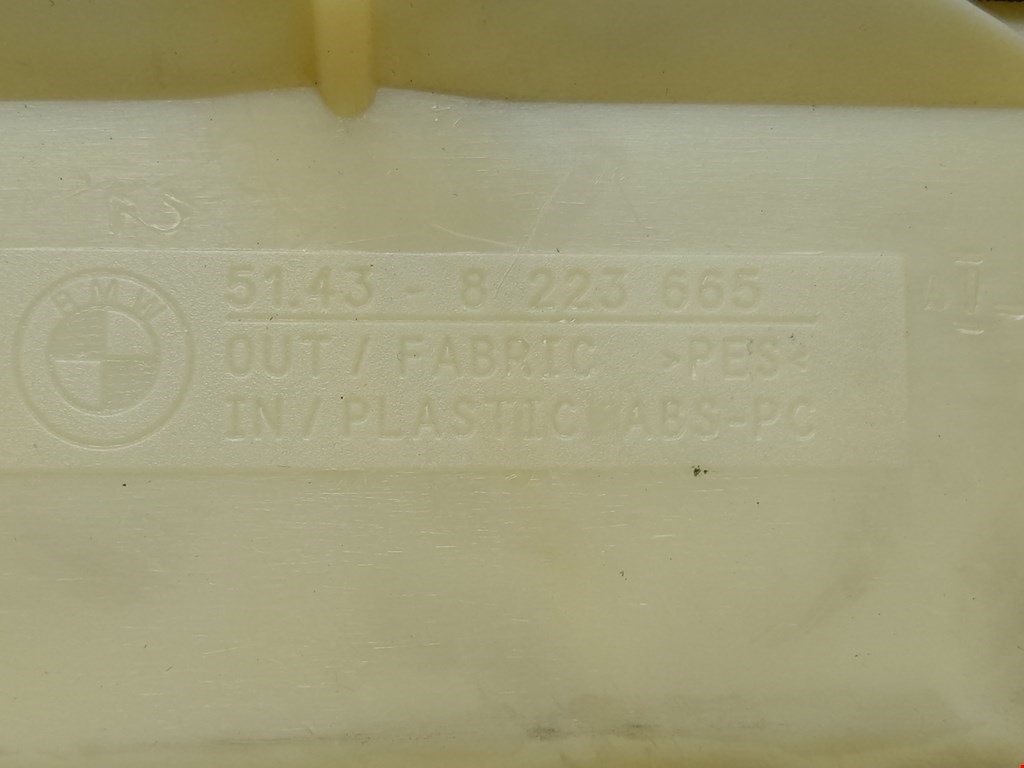 BMW
51.43 - 8 223 665
OUT / FABRIC >PES<
IN / PLASTIC ABS-PC